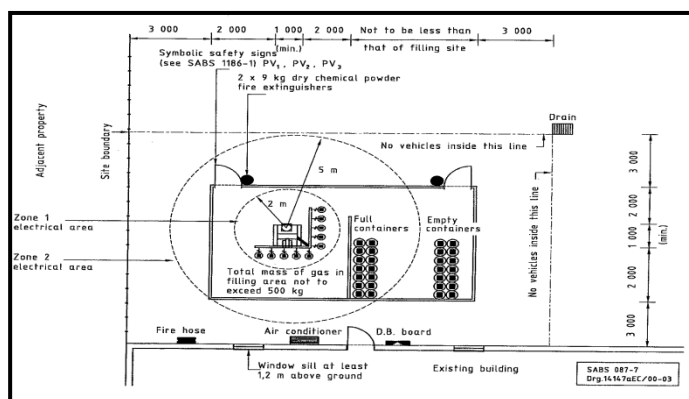 3 000
2 000
1 000
(min.)
2 000
Not to be less than
that of filling site
3 000
Symbolic safety signs
(see SABS 1186-1) PV₁, PV₂, PV₃
2 x 9 kg dry chemical powder
fire extinguishers
Drain
No vehicles inside this line
Adjacent property
Site boundary
5 m
2 m
Zone 1
electrical area
Zone 2
electrical area
Full
containers
Empty
containers
Total mass of gas in
filling area not to
exceed 500 kg
No vehicles inside this line
3 000
2 000
1 000
(min.)
2 000
3 000
Fire hose
Air conditioner
D.B. board
Window sill at least
1,2 m above ground
Existing building
SABS 087-7
Drg.14147aEC/00-03